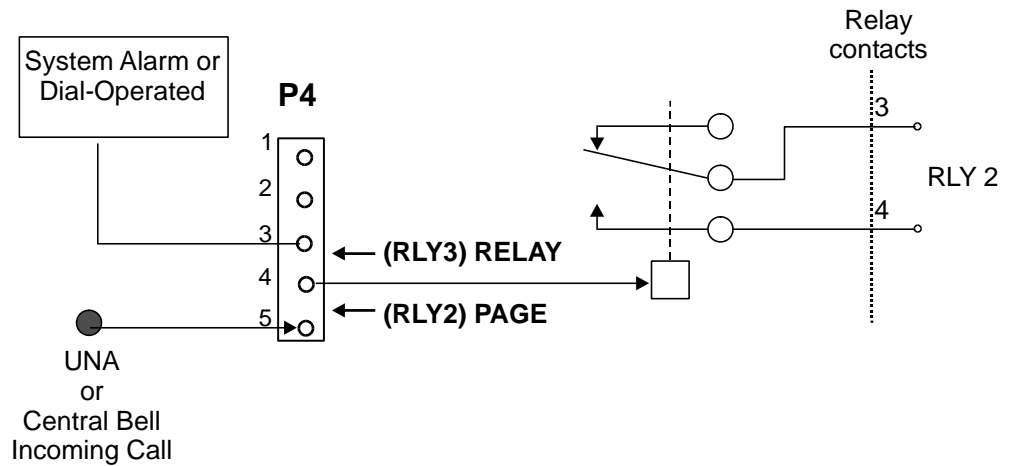 Relay
contacts
System Alarm or
Dial-Operated
P4
1
2
3
4
5
(RLY3) RELAY
(RLY2) PAGE
3
RLY 2
4
UNA
or
Central Bell
Incoming Call